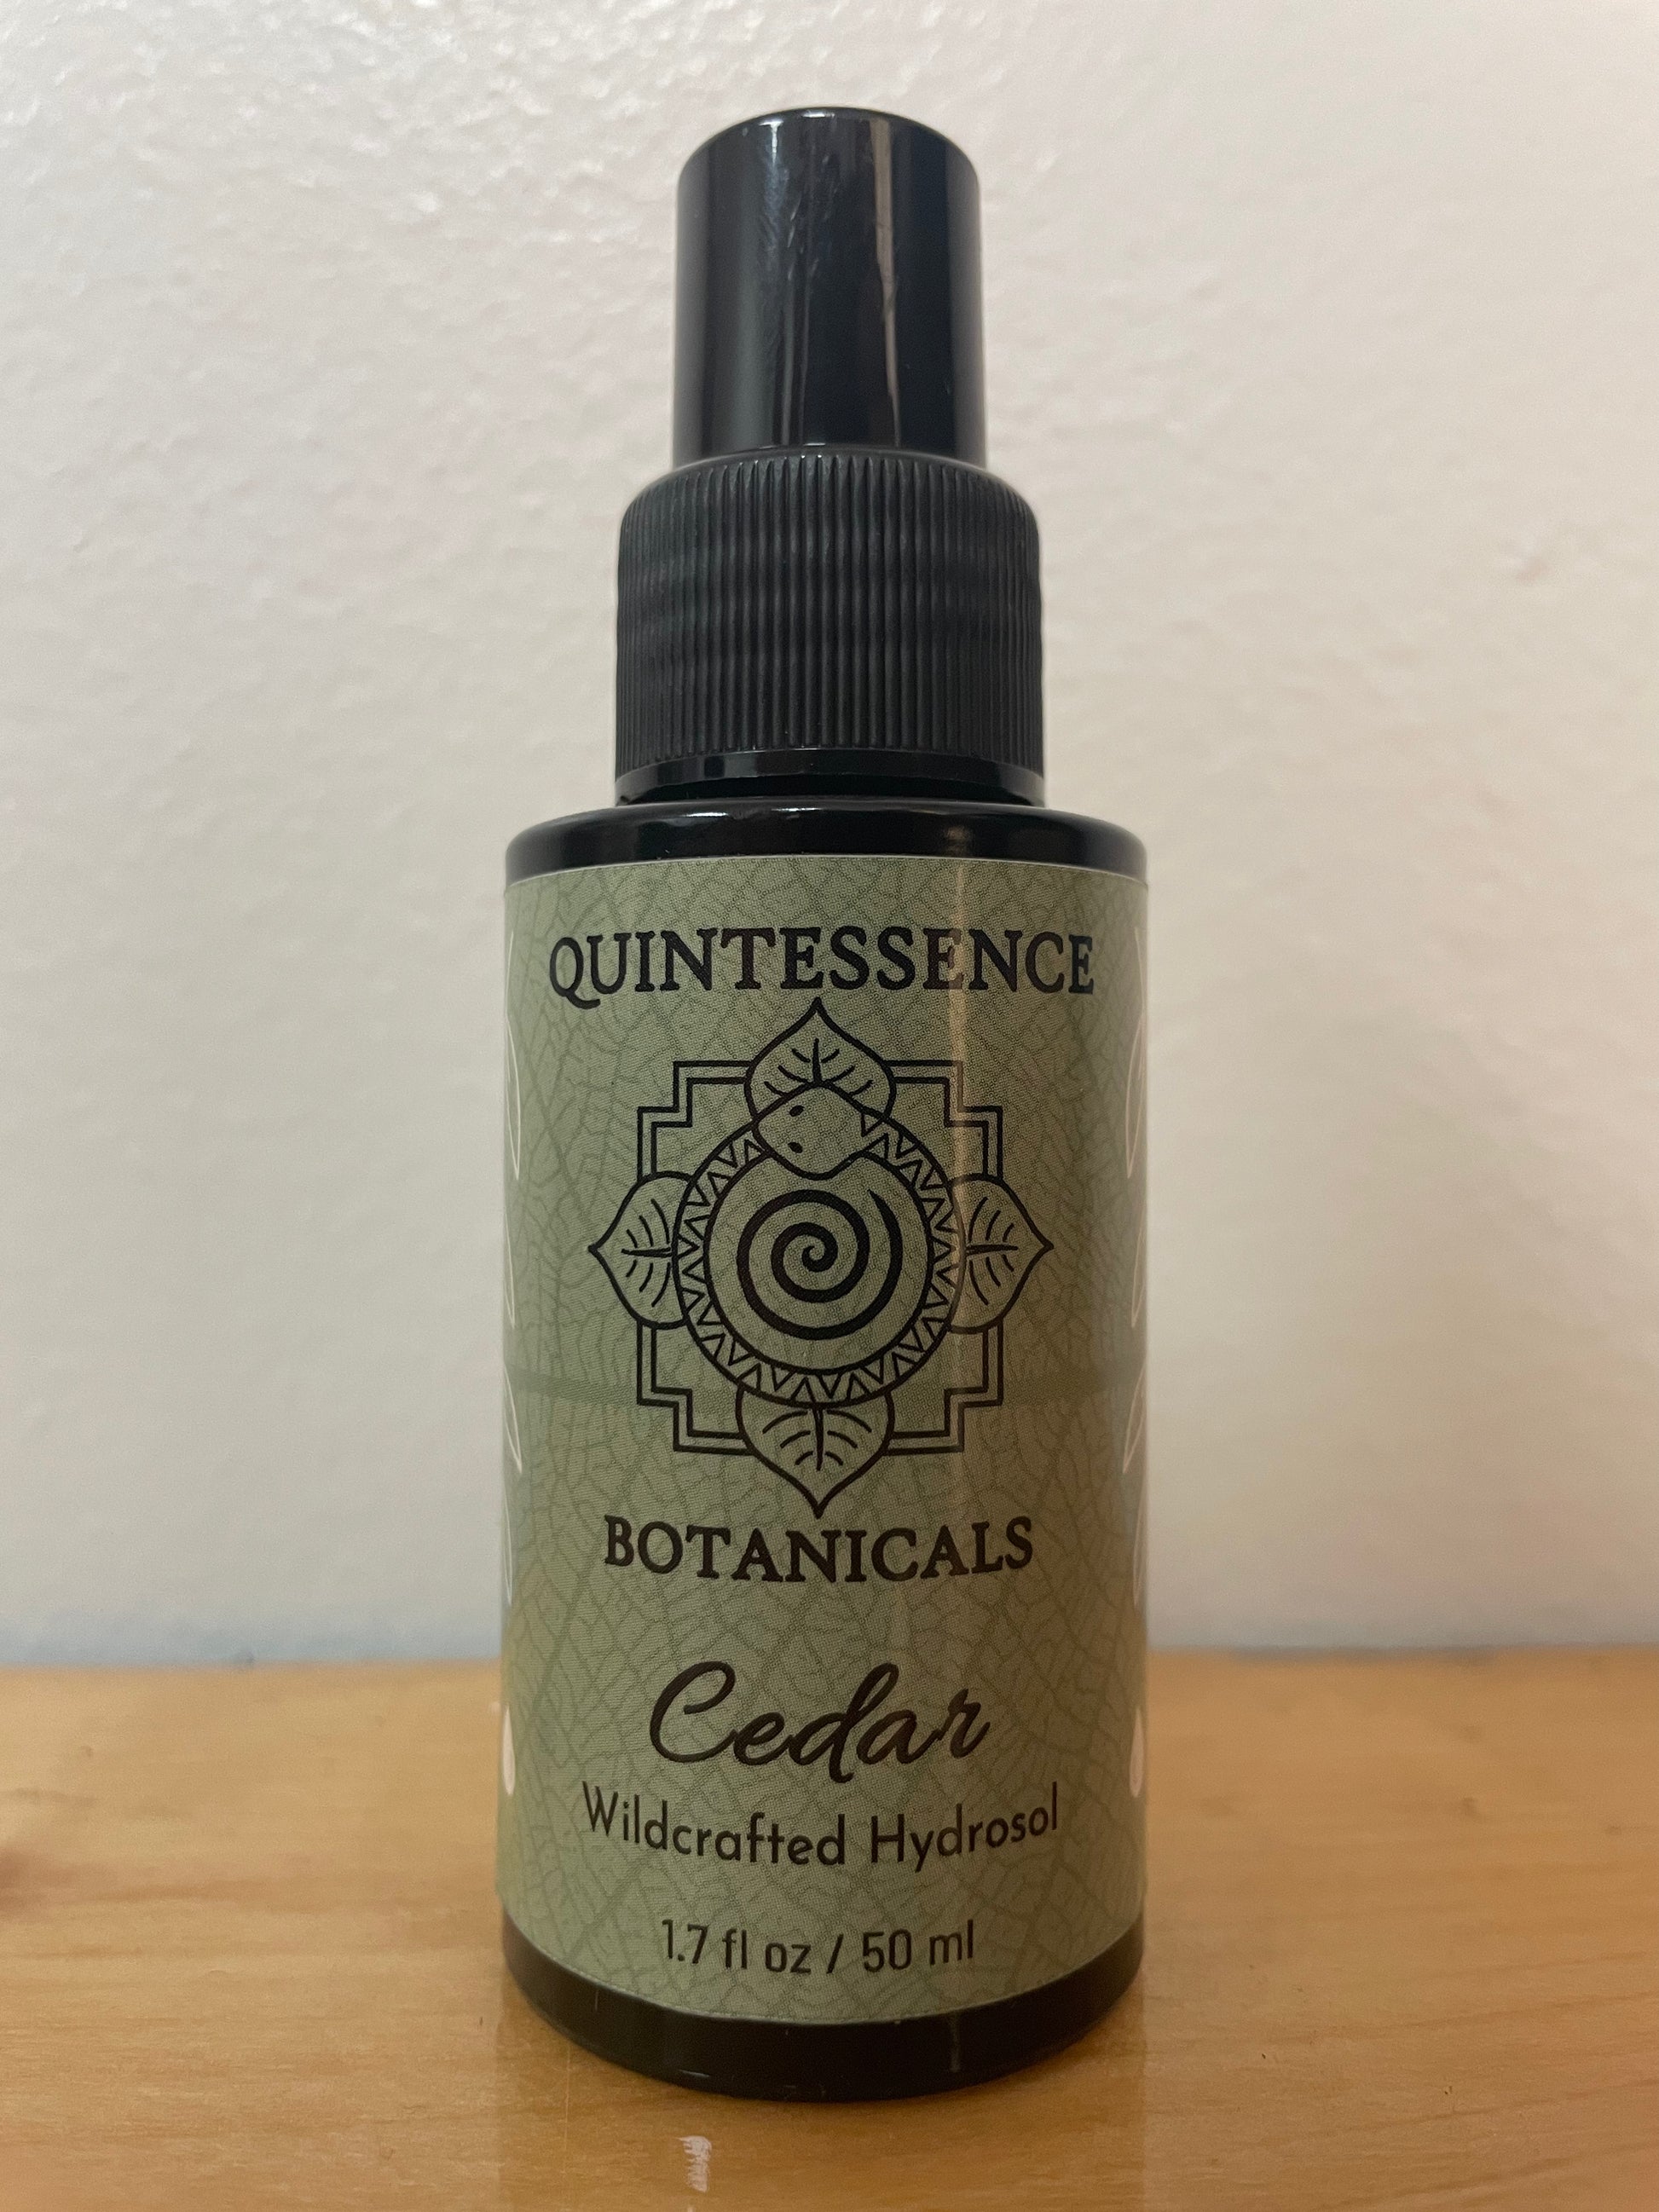 QUINTESSENCE
BOTANICALS
Cedar
Wildcrafted Hydrosol
1.7 fl oz / 50 ml